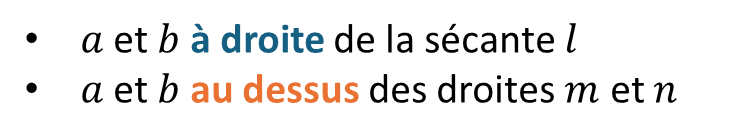 • a et b à droite de la sécante l
• a et b au dessus des droites m et n